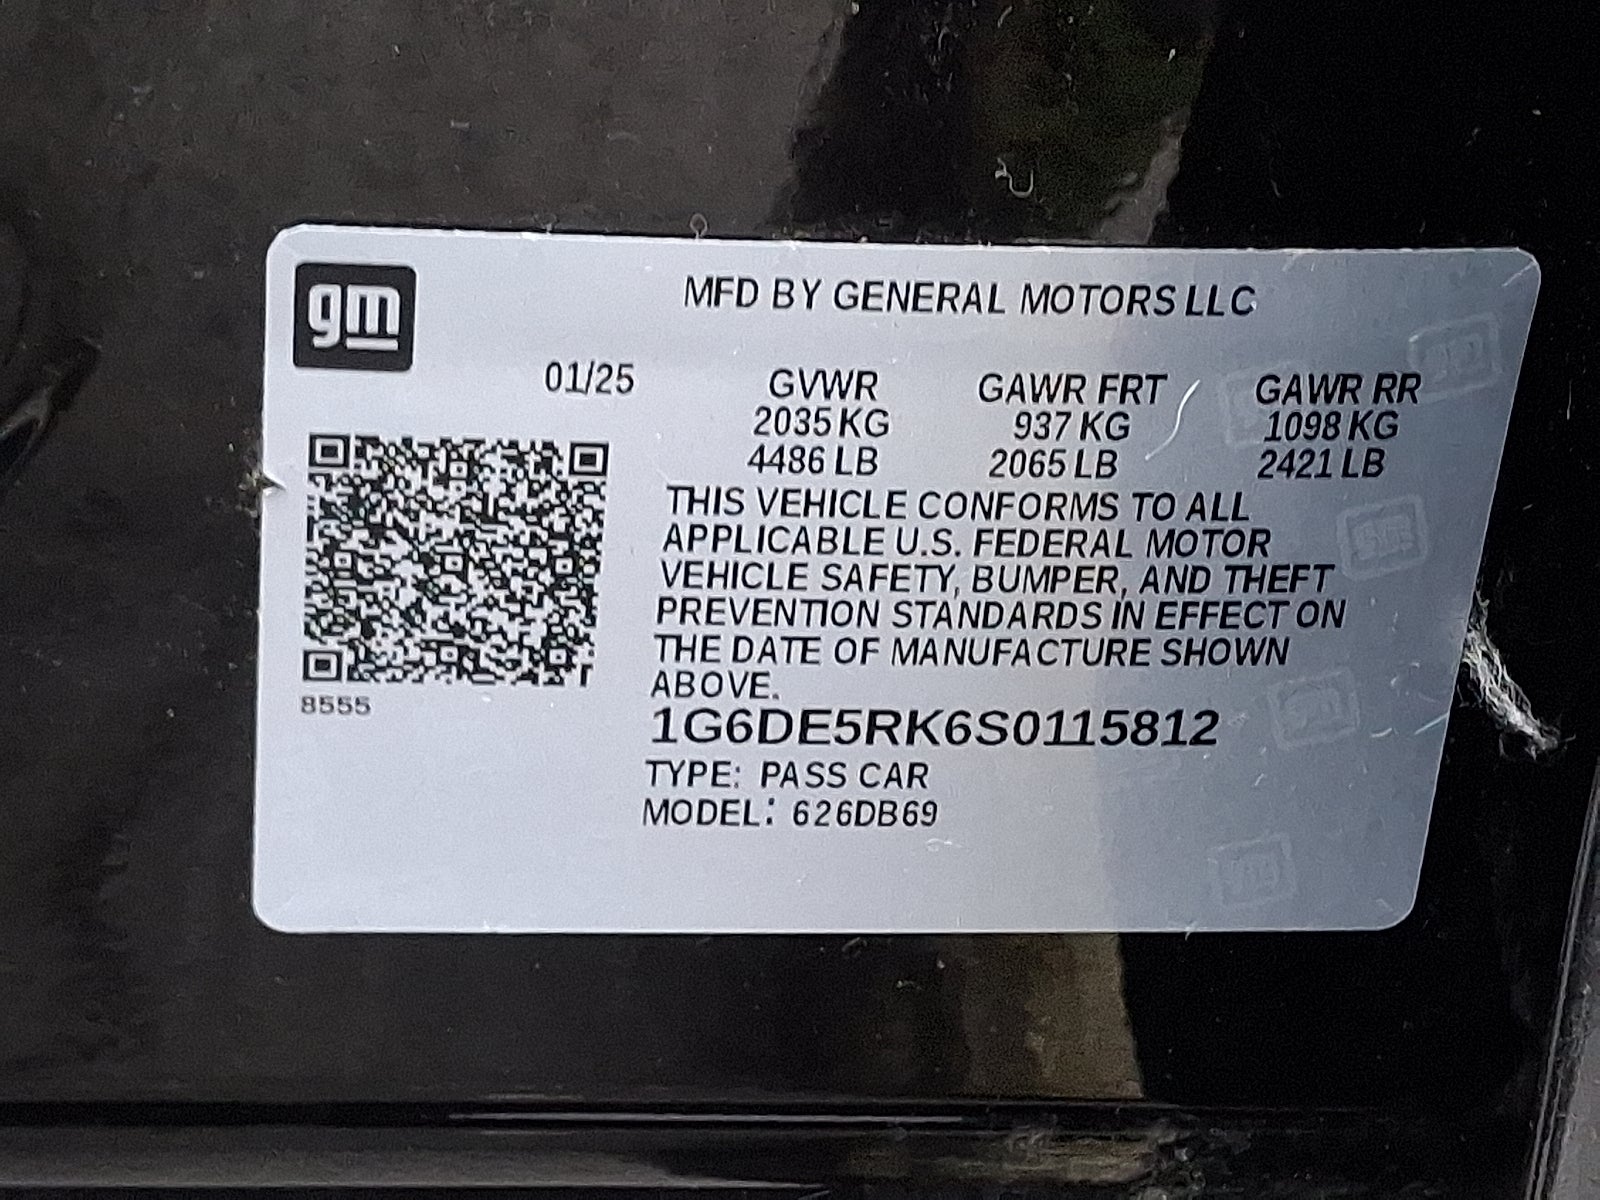 gm
MFD BY GENERAL MOTORS LLC
01/25
GVWR GAWR FRT GAWR RR
2035 KG 937 KG 1098 KG
4486 LB 2065 LB 2421 LB
THIS VEHICLE CONFORMS TO ALL
APPLICABLE U.S. FEDERAL MOTOR
VEHICLE SAFETY, BUMPER, AND THEFT
PREVENTION STANDARDS IN EFFECT ON
THE DATE OF MANUFACTURE SHOWN
ABOVE.
8555
1G6DE5RK6S0115812
TYPE: PASS CAR
MODEL: 626DB69